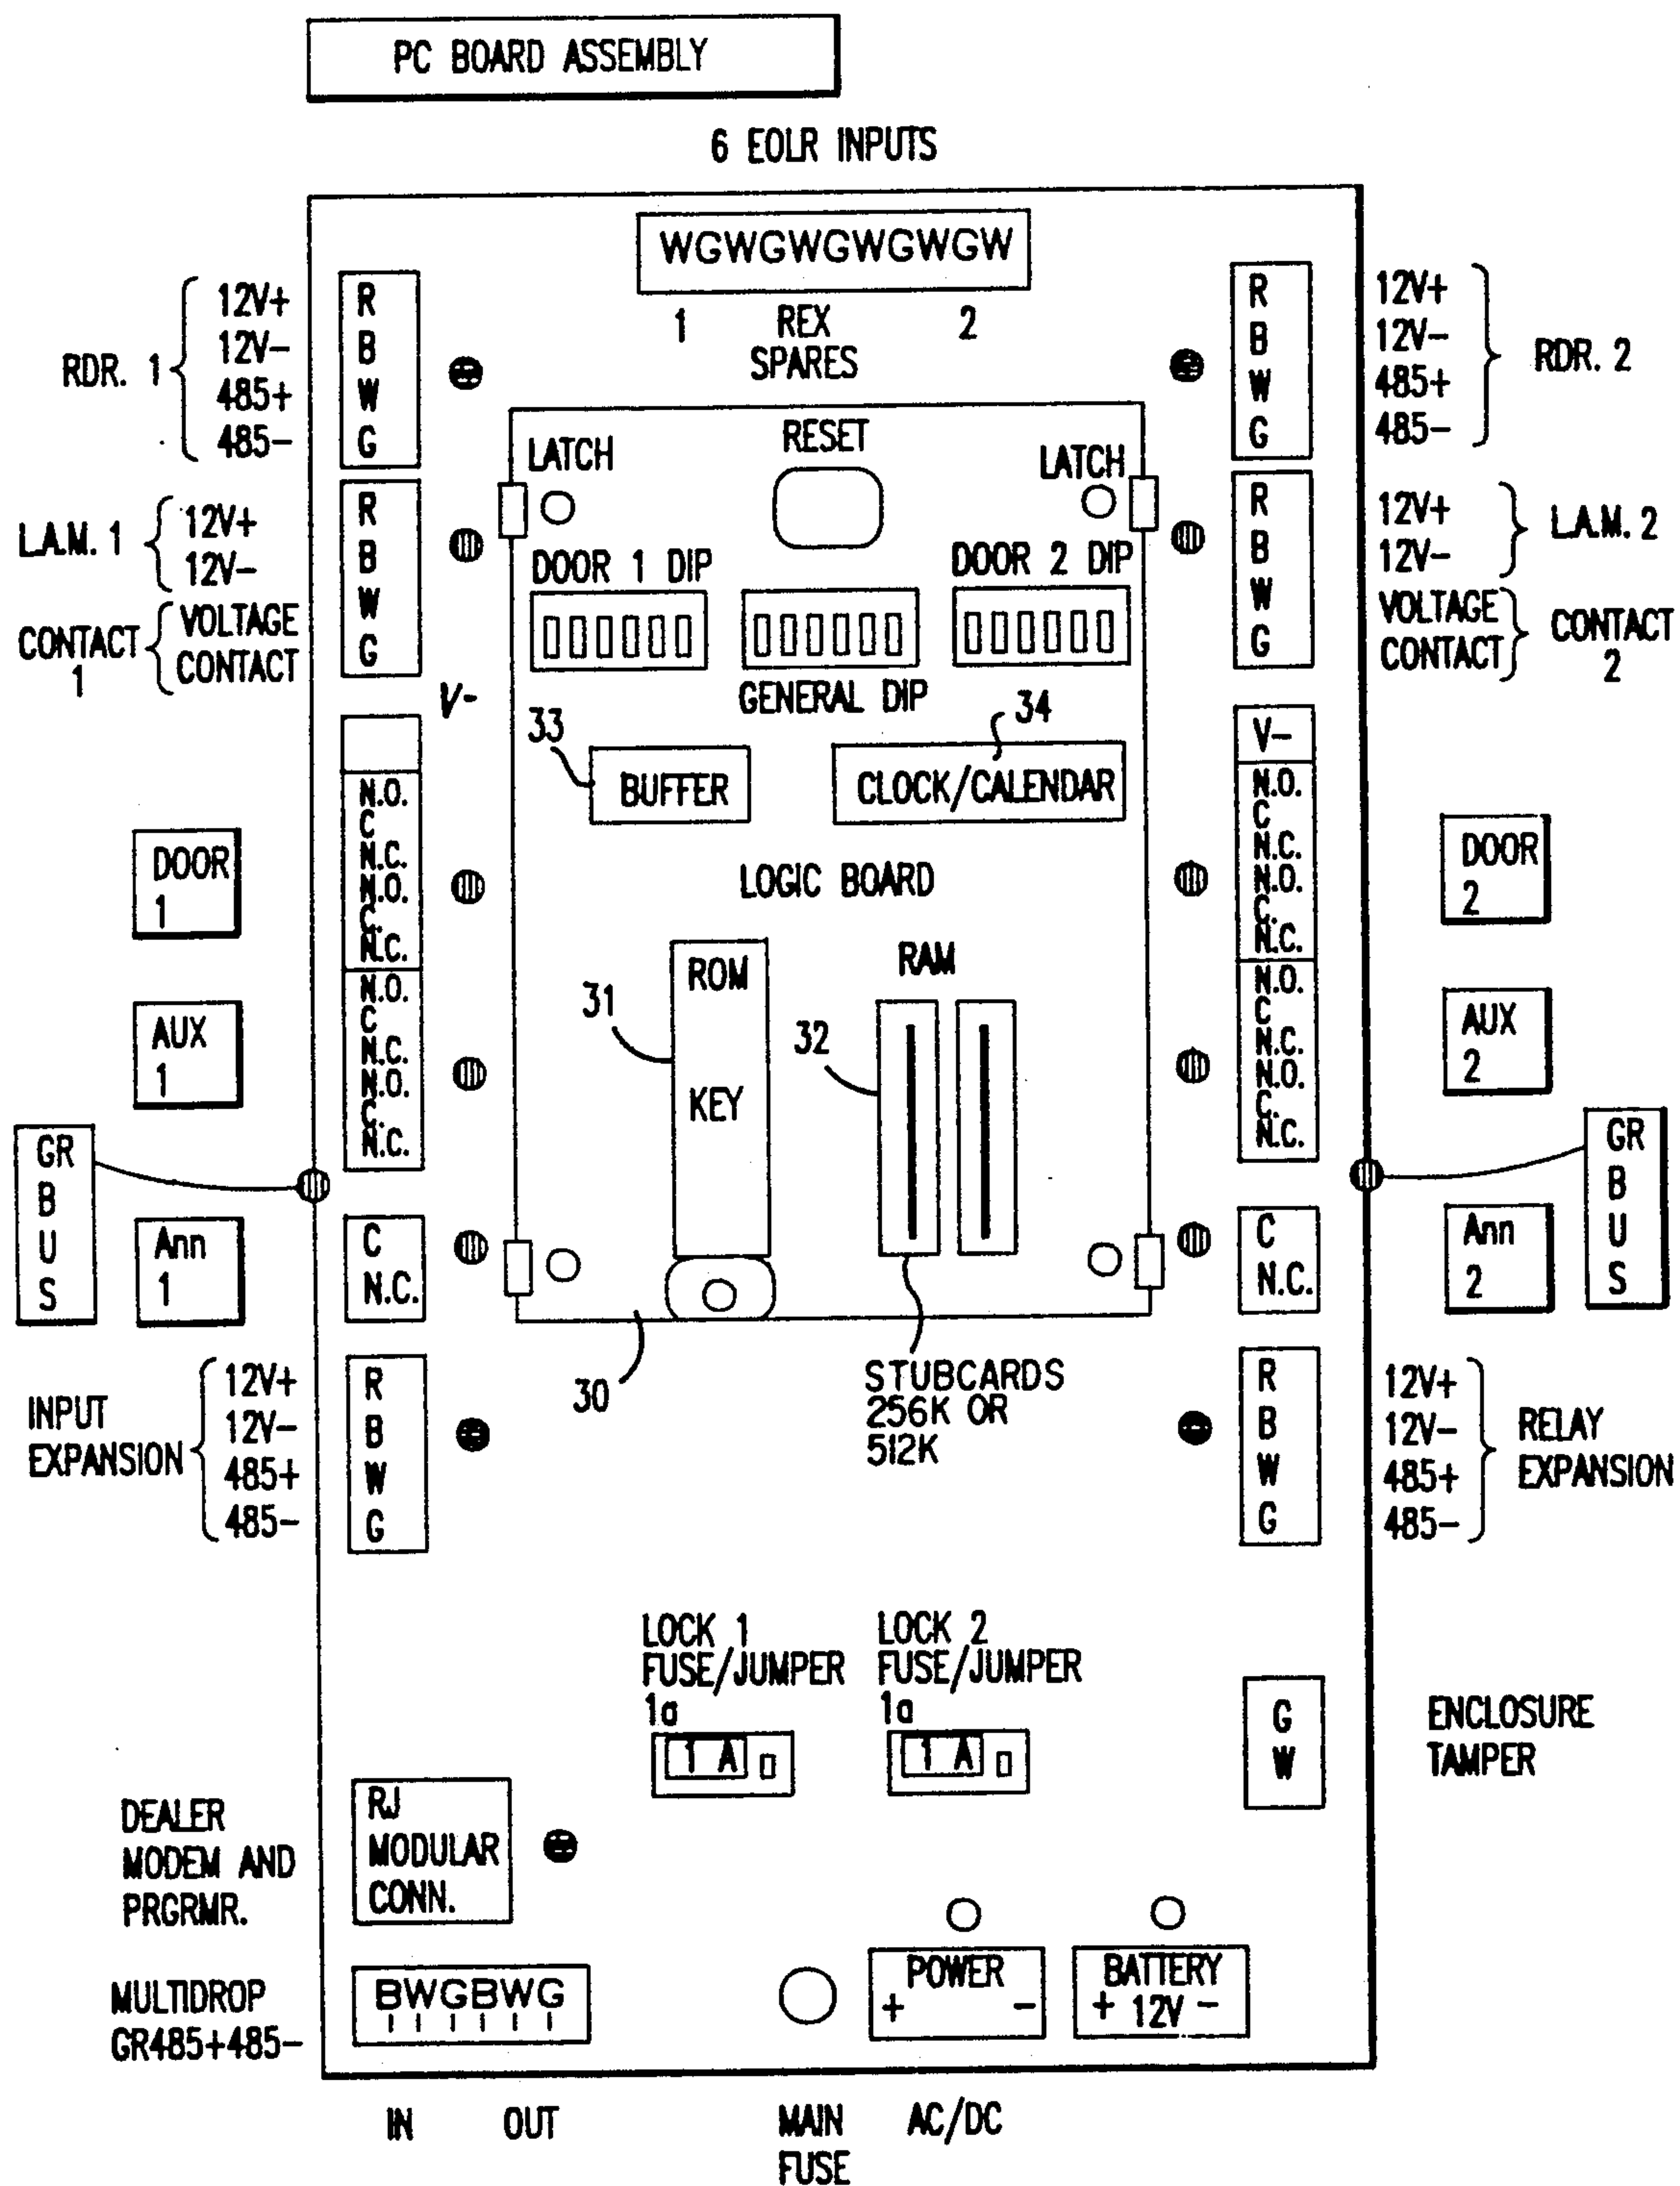 PC BOARD ASSEMBLY
6 EOLR INPUTS
WGWGWGWGWGW
1 REX 2
SPARES
RDR. 1
12V+
12V-
485+
485-
R
B
W
G
L.A.M. 1
12V+
12V-
CONTACT
1
VOLTAGE
CONTACT
R
B
W
G
V-
N.O.
C
N.C.
N.O.
C.
N.C.
N.O.
C
N.C.
N.O.
C.
N.C.
DOOR
1
AUX
1
GR
B
U
S
Ann
1
C
N.C.
INPUT
EXPANSION
12V+
12V-
485+
485-
R
B
W
G
LATCH
RESET
LATCH
DOOR 1 DIP
DOOR 2 DIP
GENERAL DIP
33
34
BUFFER
CLOCK/CALENDAR
LOGIC BOARD
31
ROM
KEY
32
RAM
30
STUBCARDS
256K OR
512K
R
B
W
G
12V+
12V-
485+
485-
RDR. 2
R
B
W
G
12V+
12V-
L.A.M. 2
VOLTAGE
CONTACT
CONTACT
2
V-
N.O.
C
N.C.
N.O.
C.
N.C.
N.O.
C
N.C.
N.O.
C.
N.C.
DOOR
2
AUX
2
GR
B
U
S
Ann
2
C
N.C.
R
B
W
G
12V+
12V-
485+
485-
RELAY
EXPANSION
LOCK 1
FUSE/JUMPER
1a
1 A
LOCK 2
FUSE/JUMPER
1a
1 A
G
W
ENCLOSURE
TAMPER
DEALER
MODEM AND
PRGRMR.
RJ
MODULAR
CONN.
MULTIDROP
GR485+485-
BWGBWG
POWER
+ -
BATTERY
+ 12V -
IN
OUT
MAIN
FUSE
AC/DC